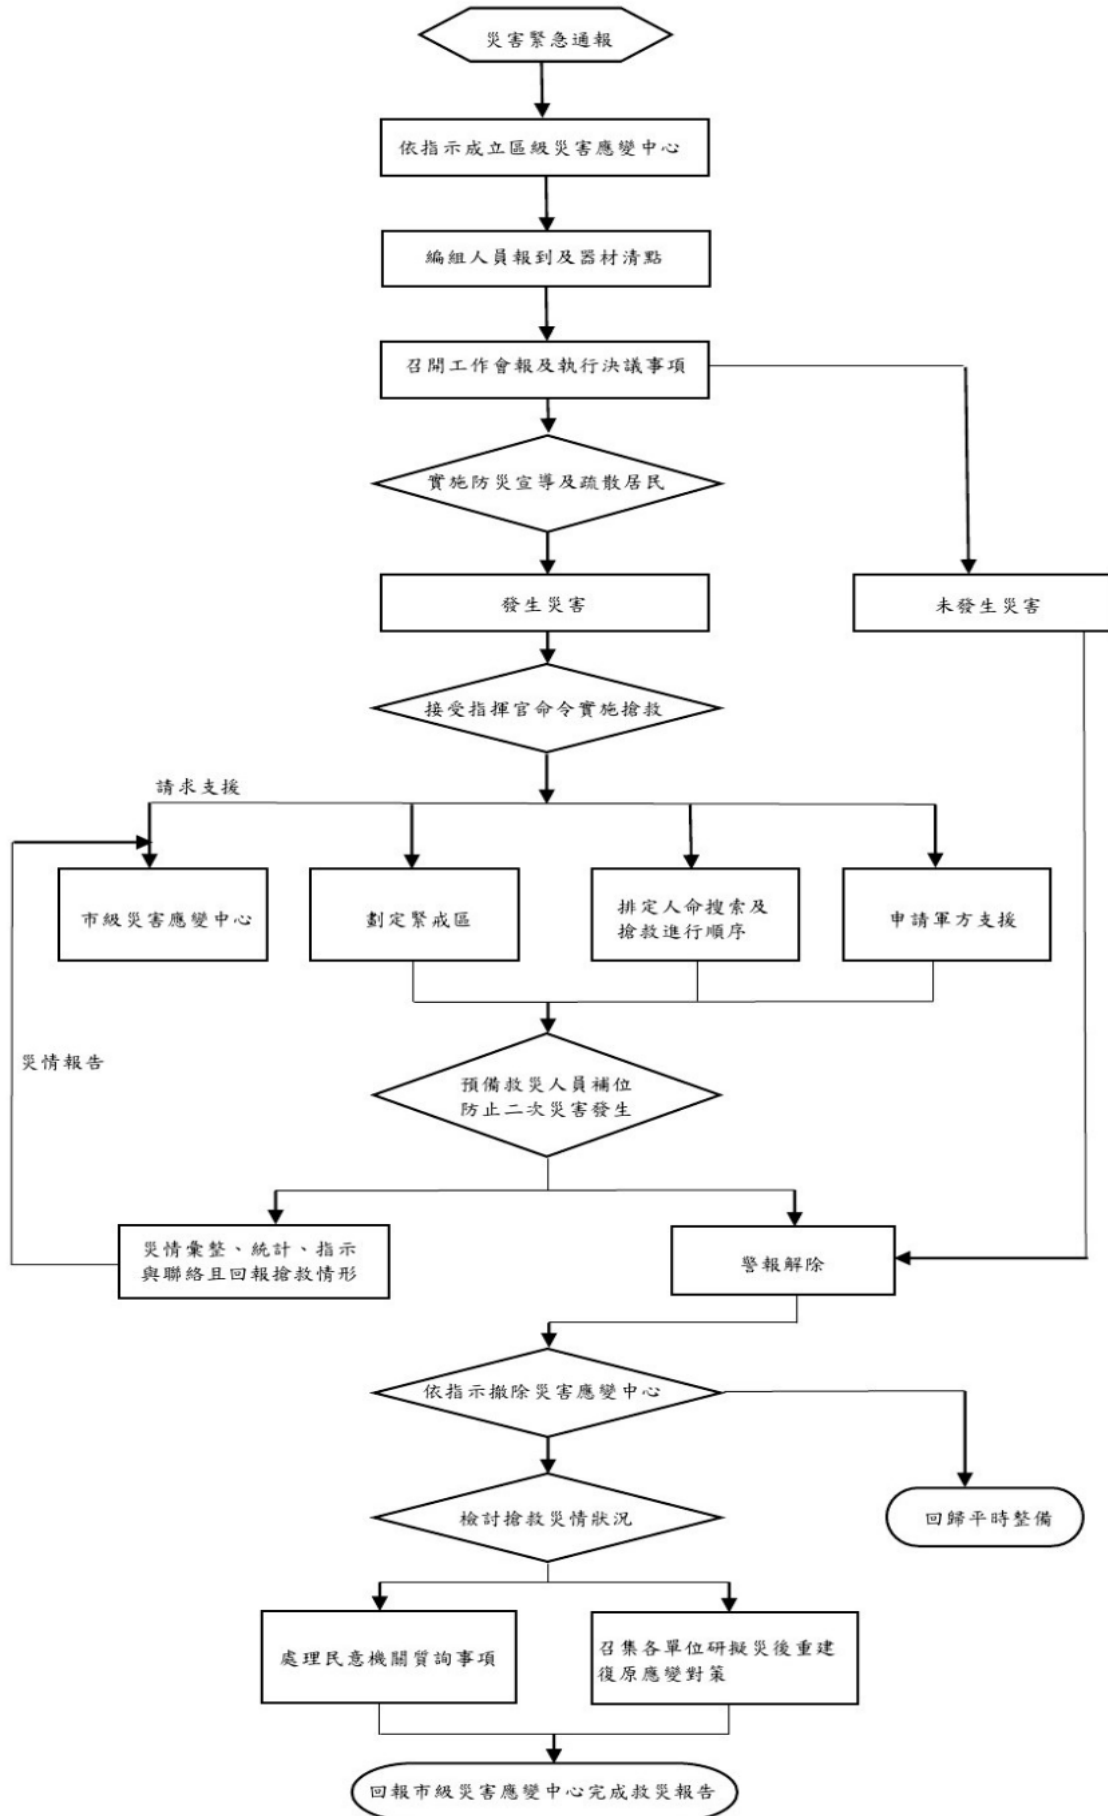 災害緊急通報
依指示成立區級災害應變中心
編組人員報到及器材清點
召開工作會報及執行決議事項
實施防災宣導及疏散居民
發生災害
未發生災害
接受指揮官命令實施搶救
請求支援
市級災害應變中心
劃定緊戒區
排定人命搜索及
搶救進行順序
申請軍方支援
災情報告
預備救災人員補位
防止二次災害發生
災情彙整、統計、指示
與聯絡且回報搶救情形
警報解除
依指示撤除災害應變中心
檢討搶救災情狀況
回歸平時整備
處理民意機關質詢事項
召集各單位研擬災後重建
復原應變對策
回報市級災害應變中心完成救災報告